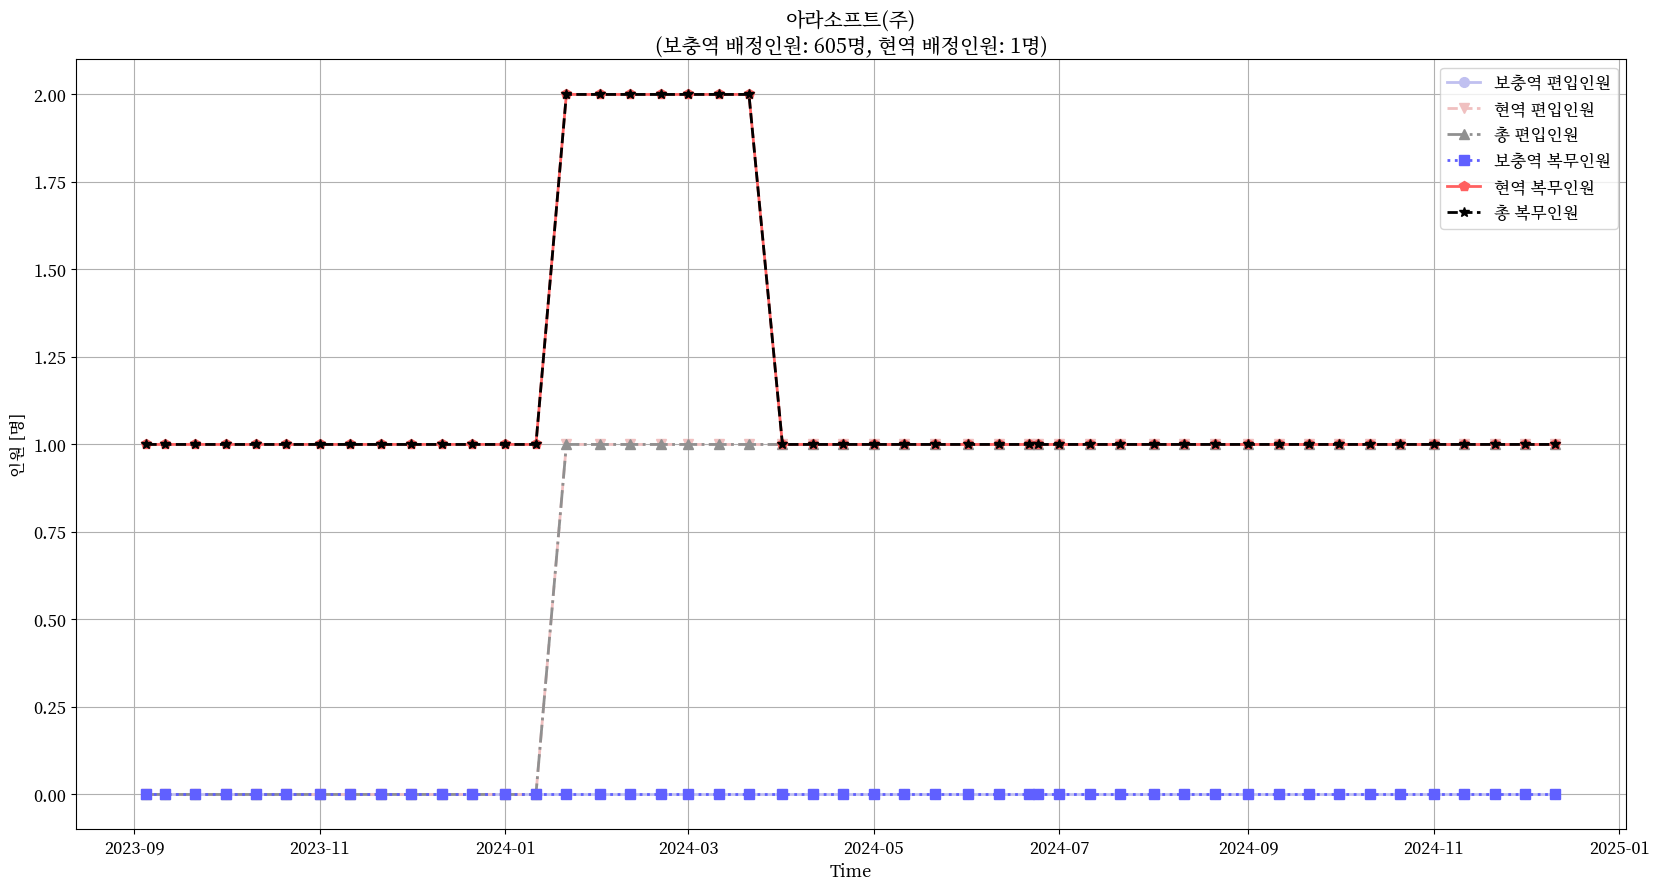 아라소프트(주)
(보충역 배정인원: 605명, 현역 배정인원: 1명)
보충역 편입인원
현역 편입인원
총 편입인원
보충역 복무인원
현역 복무인원
총 복무인원
인원 [명]
2.00
1.75
1.50
1.25
1.00
0.75
0.50
0.25
0.00
2023-09
2023-11
2024-01
2024-03
2024-05
2024-07
2024-09
2024-11
2025-01
Time